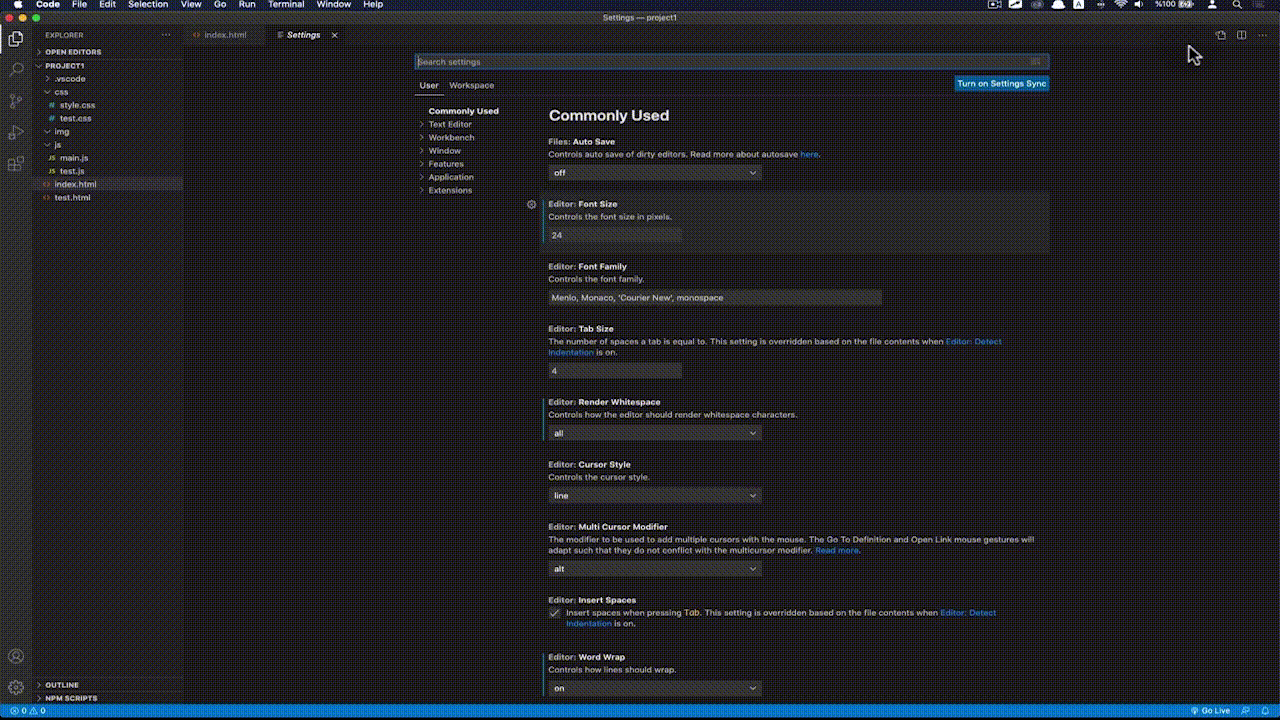 Code File Edit Selection View Go Run Terminal Window Help
%100
Settings — project1
EXPLORER
index.html
Settings
OPEN EDITORS
PROJECT1
.vscode
css
style.css
test.css
img
js
JS main.js
JS test.js
index.html
test.html
OUTLINE
NPM SCRIPTS
Search settings
User Workspace
Turn on Settings Sync
Commonly Used
Text Editor
Workbench
Window
Features
Application
Extensions
Commonly Used
Files: Auto Save
Controls auto save of dirty editors. Read more about autosave here.
off
Editor: Font Size
Controls the font size in pixels.
24
Editor: Font Family
Controls the font family.
Menlo, Monaco, 'Courier New', monospace
Editor: Tab Size
The number of spaces a tab is equal to. This setting is overridden based on the file contents when Editor: Detect
Indentation is on.
4
Editor: Render Whitespace
Controls how the editor should render whitespace characters.
all
Editor: Cursor Style
Controls the cursor style.
line
Editor: Multi Cursor Modifier
The modifier to be used to add multiple cursors with the mouse. The Go To Definition and Open Link mouse gestures will
adapt such that they do not conflict with the multicursor modifier. Read more.
alt
Editor: Insert Spaces
Insert spaces when pressing Tab. This setting is overridden based on the file contents when Editor: Detect
Indentation is on.
Editor: Word Wrap
Controls how lines should wrap.
on
0 0
Go Live